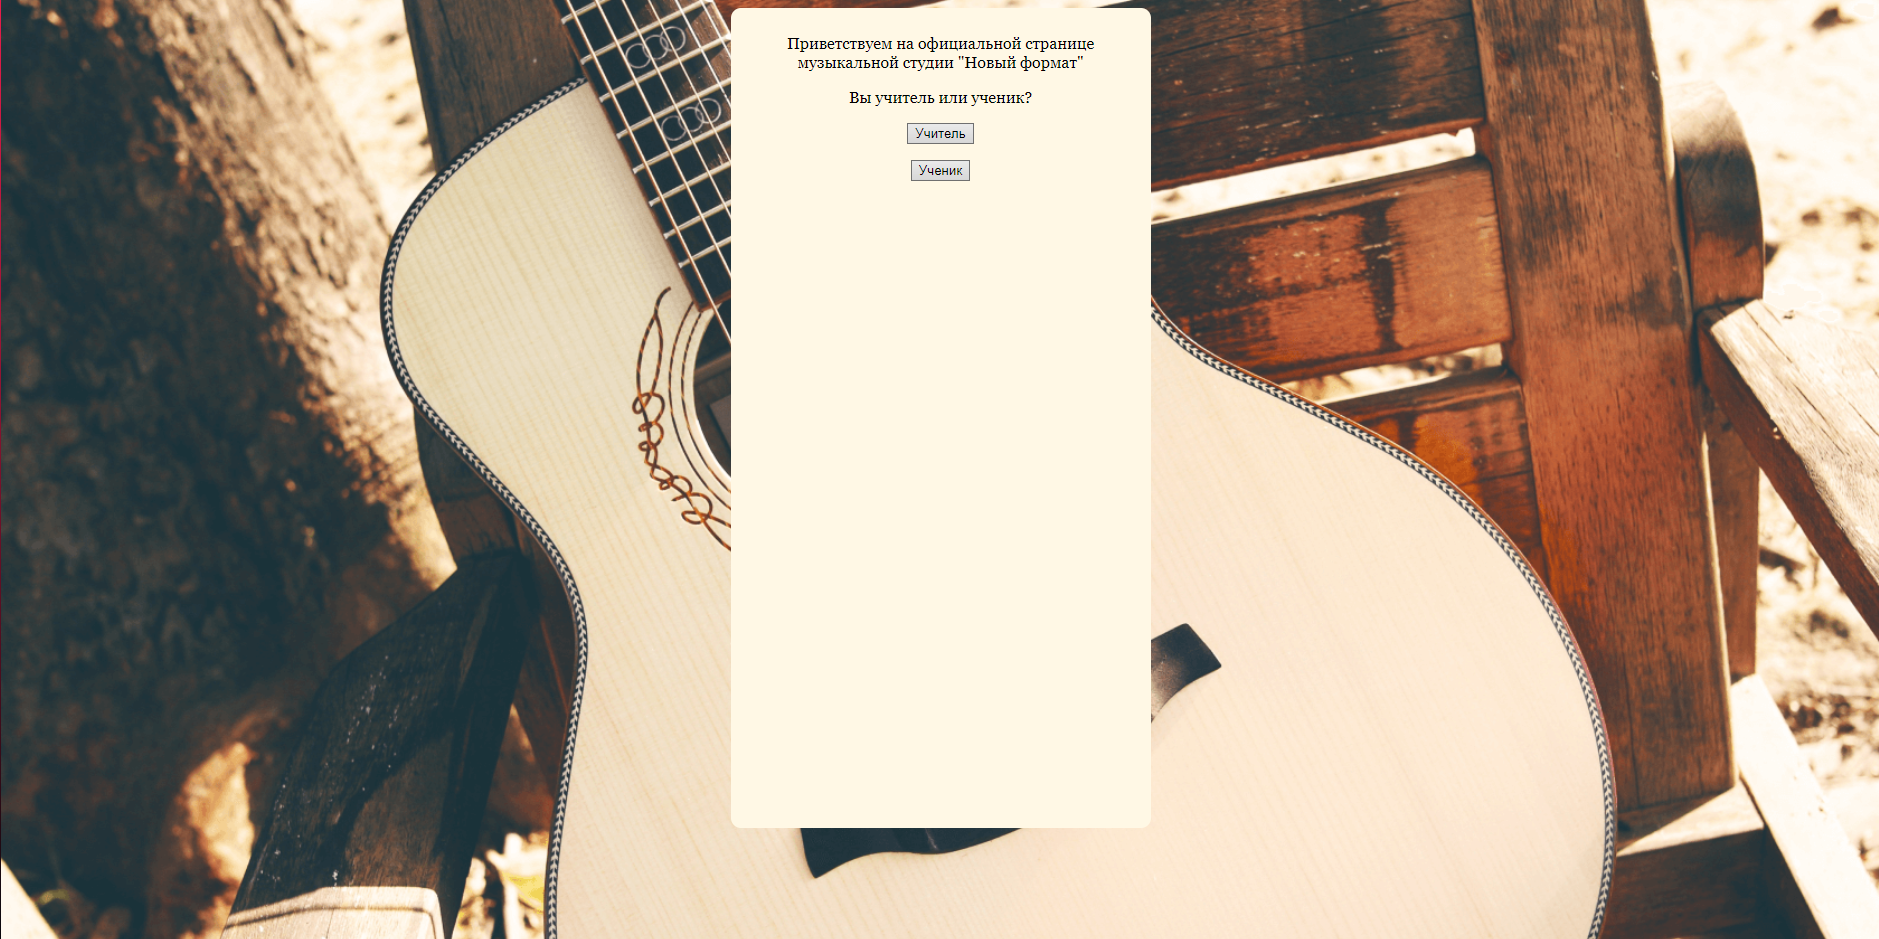 Приветствуем на официальной странице
музыкальной студии "Новый формат"
Вы учитель или ученик?
Учитель
Ученик